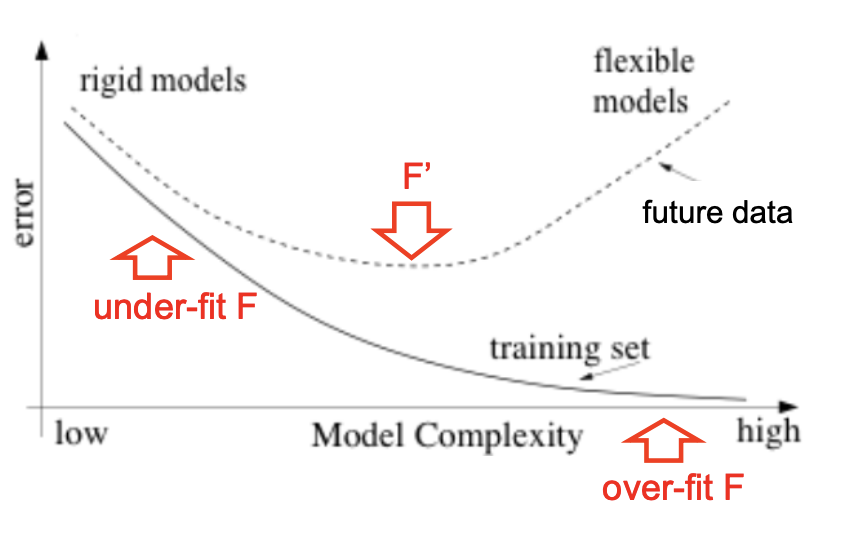 rigid models
flexible
models
F’
future data
error
under-fit F
training set
low
Model Complexity
high
over-fit F